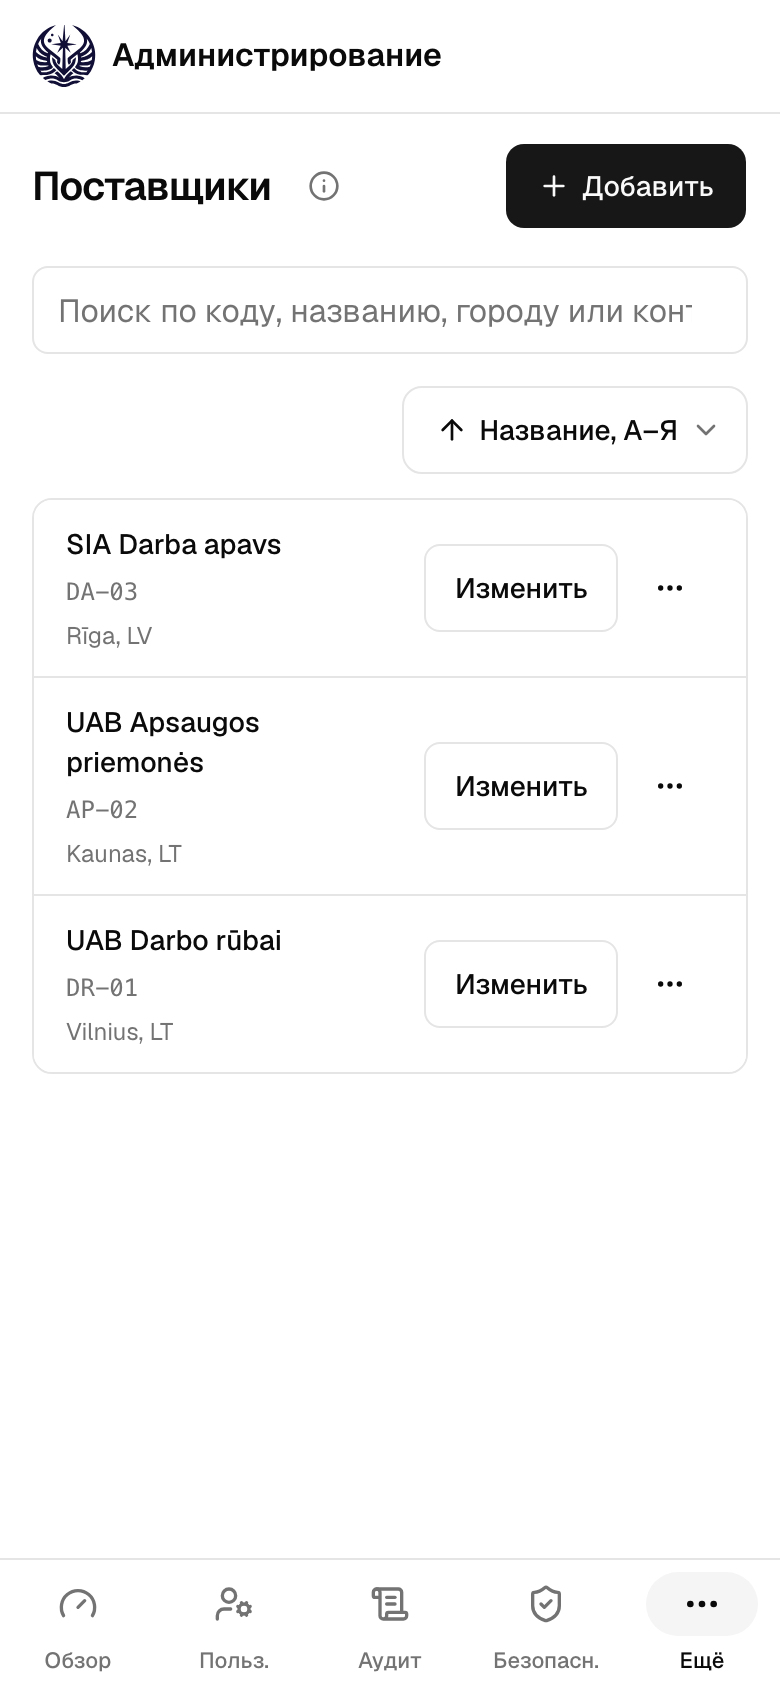 Администрирование
Поставщики
Добавить
Поиск по коду, названию, городу или кон
Название, А–Я
SIA Darba apavs
DA–03
Rīga, LV
Изменить
UAB Apsaugos
priemonės
AP–02
Kaunas, LT
Изменить
UAB Darbo rūbai
DR–01
Vilnius, LT
Изменить
Обзор
Польз.
Аудит
Безопасн.
Ещё